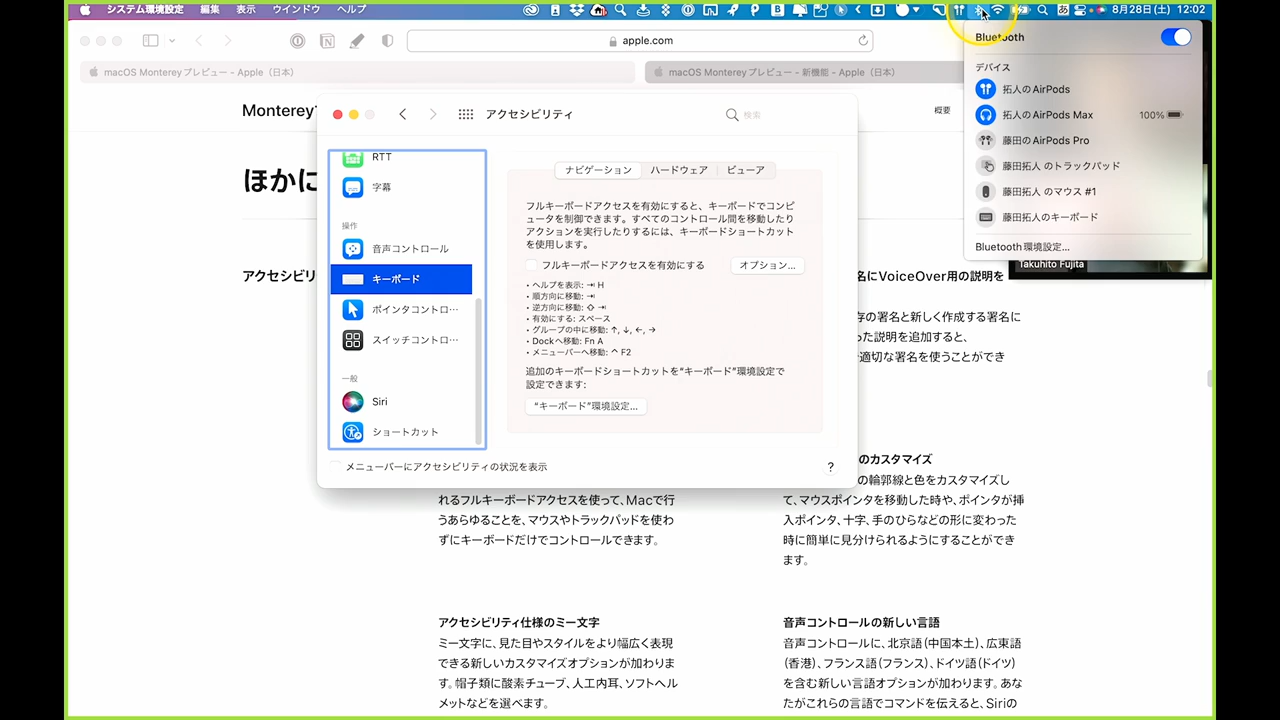 システム環境設定 編集 表示 ウインドウ ヘルプ
8月28日(土) 12:02
apple.com
macOS Montereyプレビュー - Apple（日本）
macOS Montereyプレビュー - 新機能 - Apple（日本）
Monterey
概要
ほかに
アクセシビリティ
検索
RTT
字幕
操作
音声コントロール
キーボード
ポインタコントロ…
スイッチコントロ…
一般
Siri
ショートカット
ナビゲーション ハードウェア ビューア
フルキーボードアクセスを有効にすると、キーボードでコンピ
ュータを制御できます。すべてのコントロール間を移動したり
アクションを実行したりするには、キーボードショートカット
を使用します。
フルキーボードアクセスを有効にする
オプション...
• ヘルプを表示: ⇥ H
• 順方向に移動: ⇥
• 逆方向に移動: ⇧ ⇥
• 有効にする: スペース
• グループの中に移動: ↑, ↓, ←, →
• Dockへ移動: Fn A
• メニューバーへ移動: ^ F2
追加のキーボードショートカットを"キーボード"環境設定で
設定できます:
"キーボード"環境設定...
メニューバーにアクセシビリティの状況を表示
?
Bluetooth
デバイス
拓人のAirPods
拓人のAirPods Max 100%
藤田のAirPods Pro
藤田拓人 のトラックパッド
藤田拓人 のマウス #1
藤田拓人のキーボード
Bluetooth環境設定...
Takuhito Fujita
アクセシビリ
名にVoiceOver用の説明を
存の署名と新しく作成する署名に
った説明を追加すると、
適切な署名を使うことができ
れるフルキーボードアクセスを使って、Macで行
うあらゆることを、マウスやトラックパッドを使わ
ずにキーボードだけでコントロールできます。
のカスタマイズ
の輪郭線と色をカスタマイズし
て、マウスポインタを移動した時や、ポインタが挿
入ポインタ、十字、手のひらなどの形に変わった
時に簡単に見分けられるようにすることができ
ます。
アクセシビリティ仕様のミー文字
ミー文字に、見た目やスタイルをより幅広く表現
できる新しいカスタマイズオプションが加わりま
す。帽子類に酸素チューブ、人工内耳、ソフトヘル
メットなどを選べます。
音声コントロールの新しい言語
音声コントロールに、北京語（中国本土）、広東語
（香港）、フランス語（フランス）、ドイツ語（ドイツ）
を含む新しい言語オプションが加わります。あな
たがこれらの言語でコマンドを伝えると、Siriの